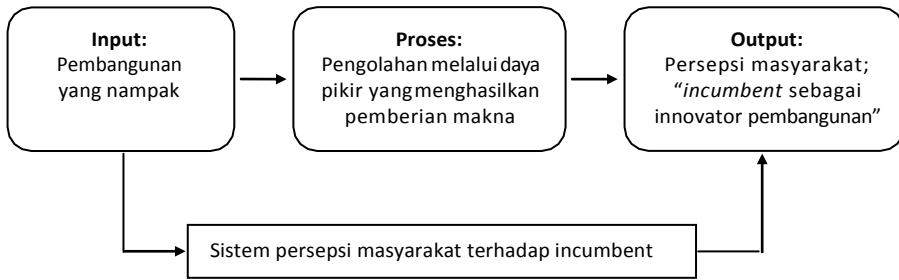 Input:
Pembangunan
yang nampak
Proses:
Pengolahan melalui daya
pikir yang menghasilkan
pemberian makna
Output:
Persepsi masyarakat;
“incumbent sebagai
innovator pembangunan”
Sistem persepsi masyarakat terhadap incumbent